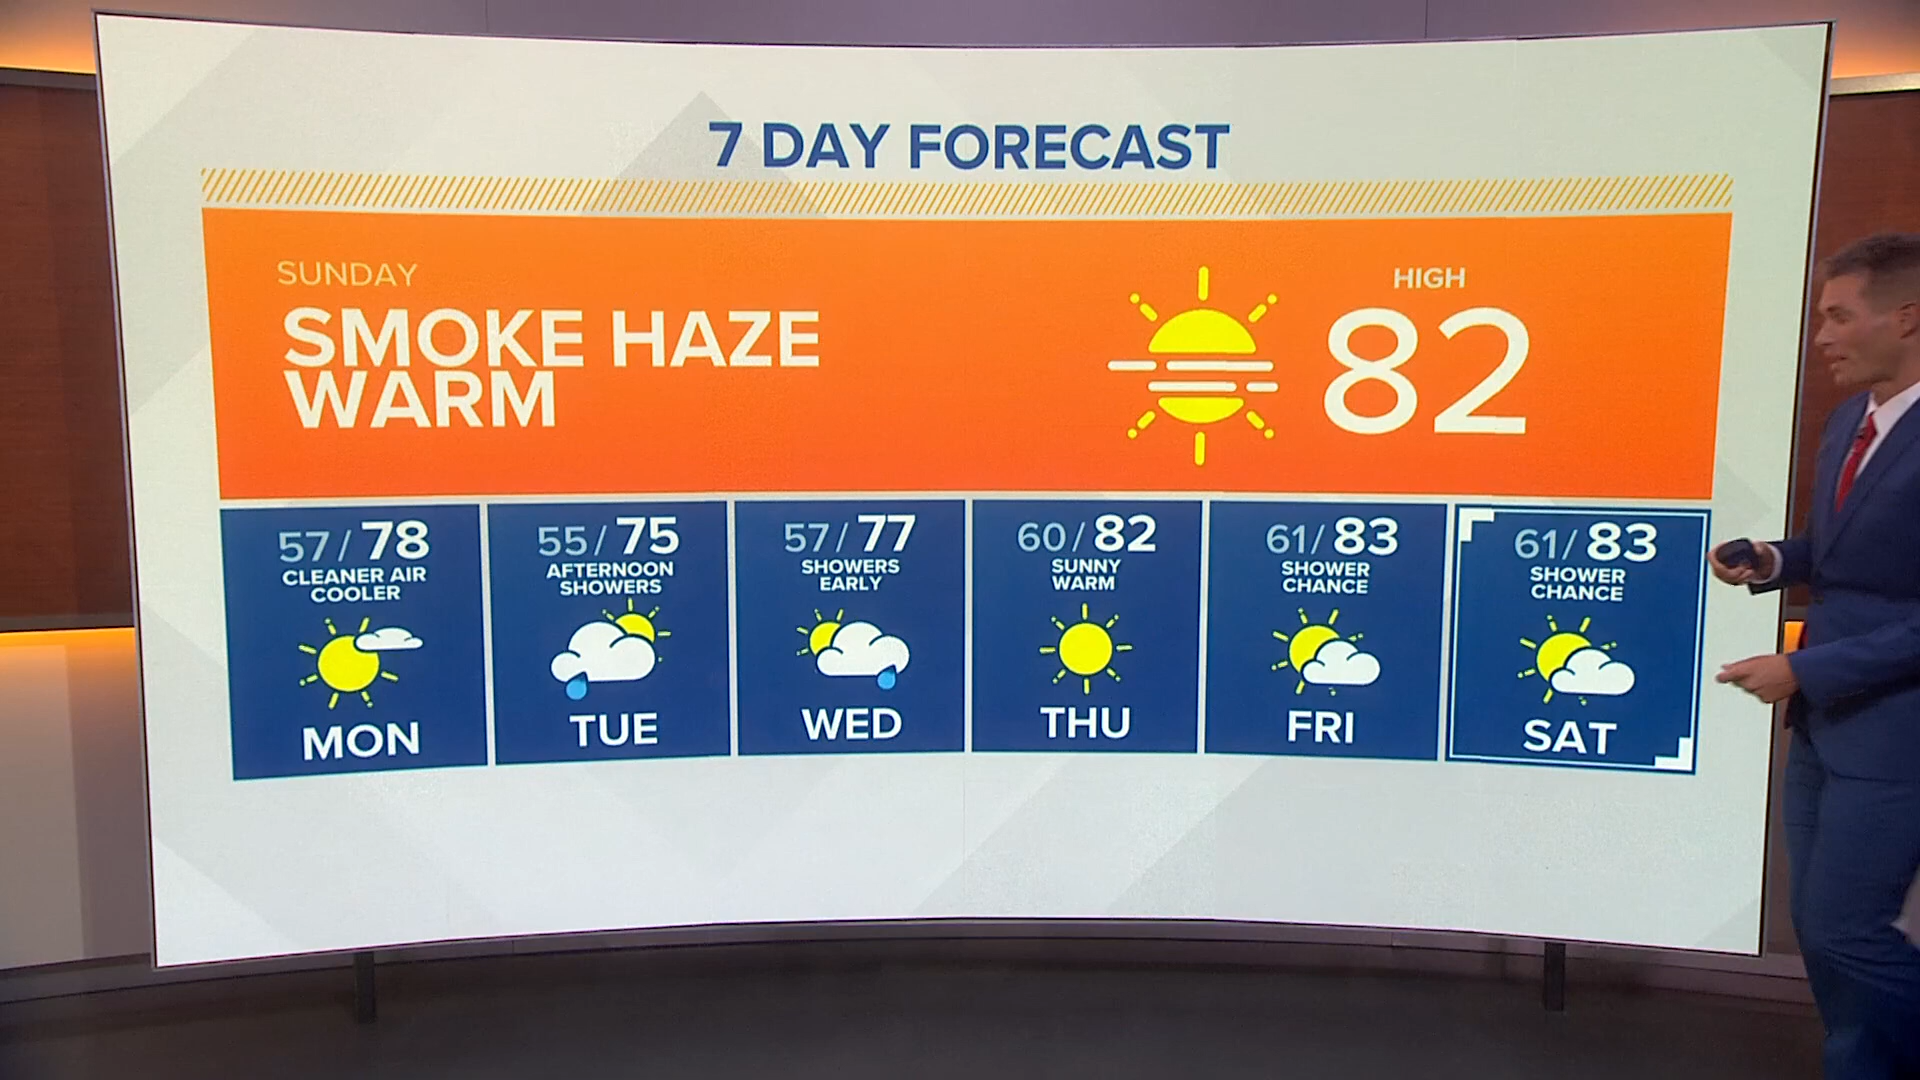 7 DAY FORECAST
SUNDAY
SMOKE HAZE
WARM
HIGH
82
57/78
CLEANER AIR
COOLER
MON
55/75
AFTERNOON
SHOWERS
TUE
57/77
SHOWERS
EARLY
WED
60/82
SUNNY
WARM
THU
61/83
SHOWER
CHANCE
FRI
61/83
SHOWER
CHANCE
SAT